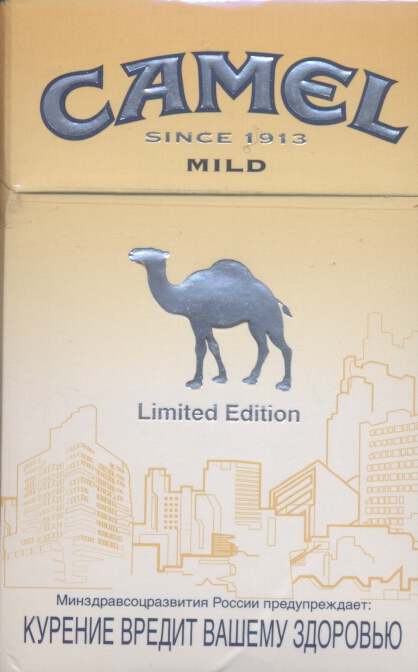 CAMEL
SINCE 1913
MILD
Limited Edition
Минздравсоцразвития России предупреждает:
КУРЕНИЕ ВРЕДИТ ВАШЕМУ ЗДОРОВЬЮ